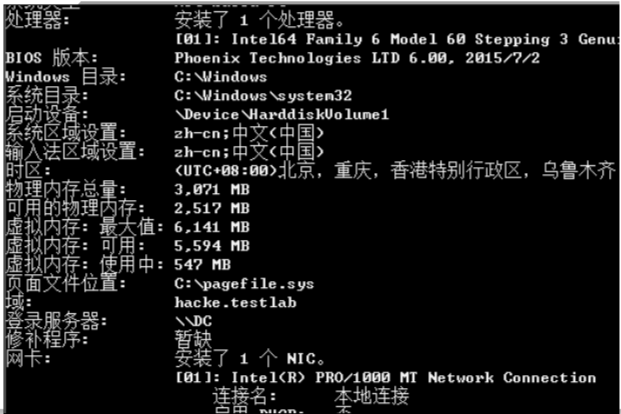 处理器: 安装了 1 个处理器。
[01]: Intel64 Family 6 Model 60 Stepping 3 Genu
BIOS 版本: Phoenix Technologies LTD 6.00, 2015/7/2
Windows 目录: C:\Windows
系统目录: C:\Windows\system32
启动设备: \Device\HarddiskVolume1
系统区域设置: zh-cn;中文(中国)
输入法区域设置: zh-cn;中文(中国)
时区: (UTC+08:00)北京，重庆，香港特别行政区，乌鲁木齐
物理内存总量: 3,071 MB
可用的物理内存: 2,517 MB
虚拟内存: 最大值: 6,141 MB
虚拟内存: 可用: 5,594 MB
虚拟内存: 使用中: 547 MB
页面文件位置: C:\pagefile.sys
域: hacke.testlab
登录服务器: \\DC
修补程序: 暂缺
网卡: 安装了 1 个 NIC。
[01]: Intel(R) PRO/1000 MT Network Connection
连接名: 本地连接